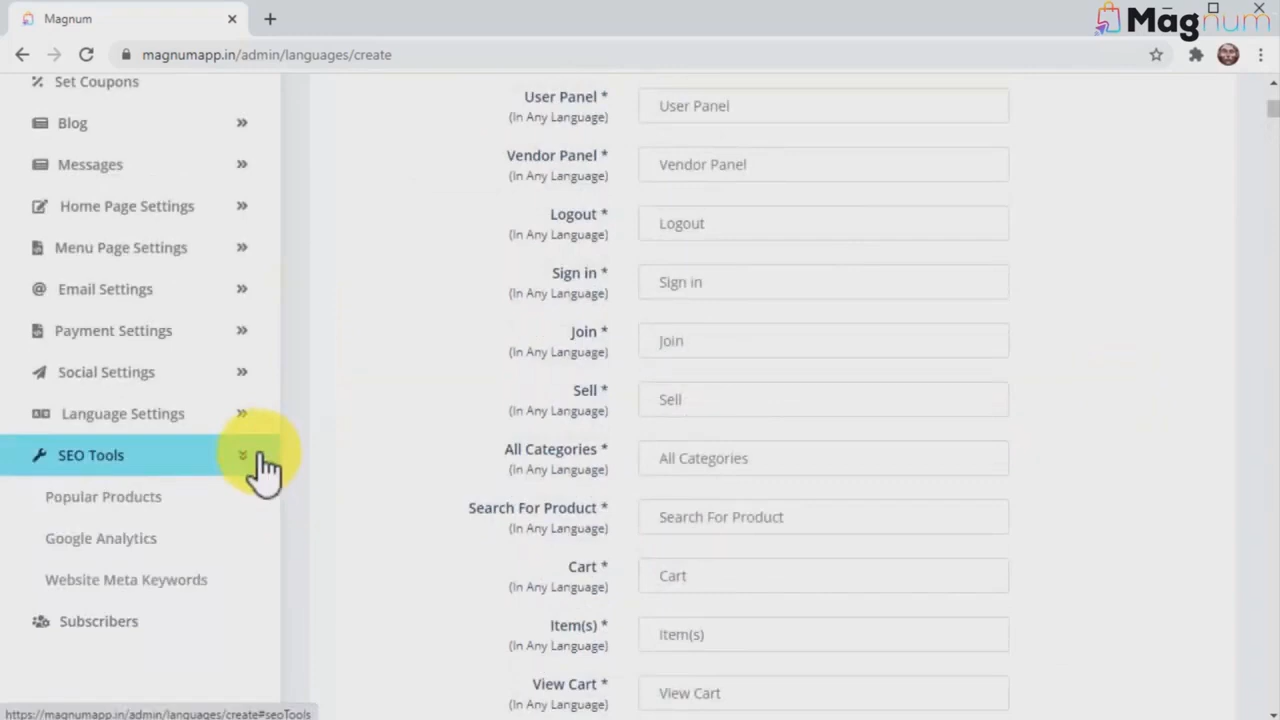 Magnum
Magnum
magnumapp.in/admin/languages/create
Set Coupons
Blog
Messages
Home Page Settings
Menu Page Settings
Email Settings
Payment Settings
Social Settings
Language Settings
SEO Tools
Popular Products
Google Analytics
Website Meta Keywords
Subscribers
User Panel *
(In Any Language)
User Panel
Vendor Panel *
(In Any Language)
Vendor Panel
Logout *
(In Any Language)
Logout
Sign in *
(In Any Language)
Sign in
Join *
(In Any Language)
Join
Sell *
(In Any Language)
Sell
All Categories *
(In Any Language)
All Categories
Search For Product *
(In Any Language)
Search For Product
Cart *
(In Any Language)
Cart
Item(s) *
(In Any Language)
Item(s)
View Cart *
(In Any Language)
View Cart
https://magnumapp.in/admin/languages/create#seoTools